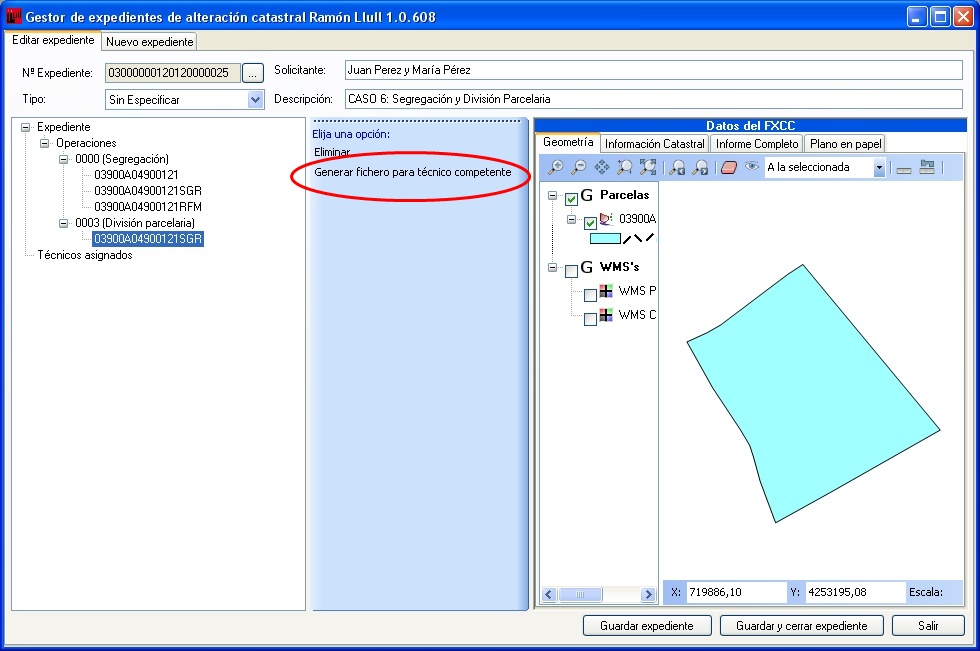 Gestor de expedientes de alteración catastral Ramón Llull 1.0.608
Editar expediente
Nuevo expediente
Nº Expediente:
03000000120120000025
...
Solicitante:
Juan Perez y María Pérez
Tipo:
Sin Especificar
Descripción:
CASO 6: Segregación y División Parcelaria
Expediente
Operaciones
0000 (Segregación)
03900A04900121
03900A04900121SGR
03900A04900121RFM
0003 (División parcelaria)
03900A04900121SGR
Técnicos asignados
Elija una opción:
Eliminar
Generar fichero para técnico competente
Datos del FXCC
Geometría
Información Catastral
Informe Completo
Plano en papel
A la seleccionada
G Parcelas
03900A
G WMS's
WMS P
WMS C
X: 719886,10
Y: 4253195,08
Escala:
Guardar expediente
Guardar y cerrar expediente
Salir